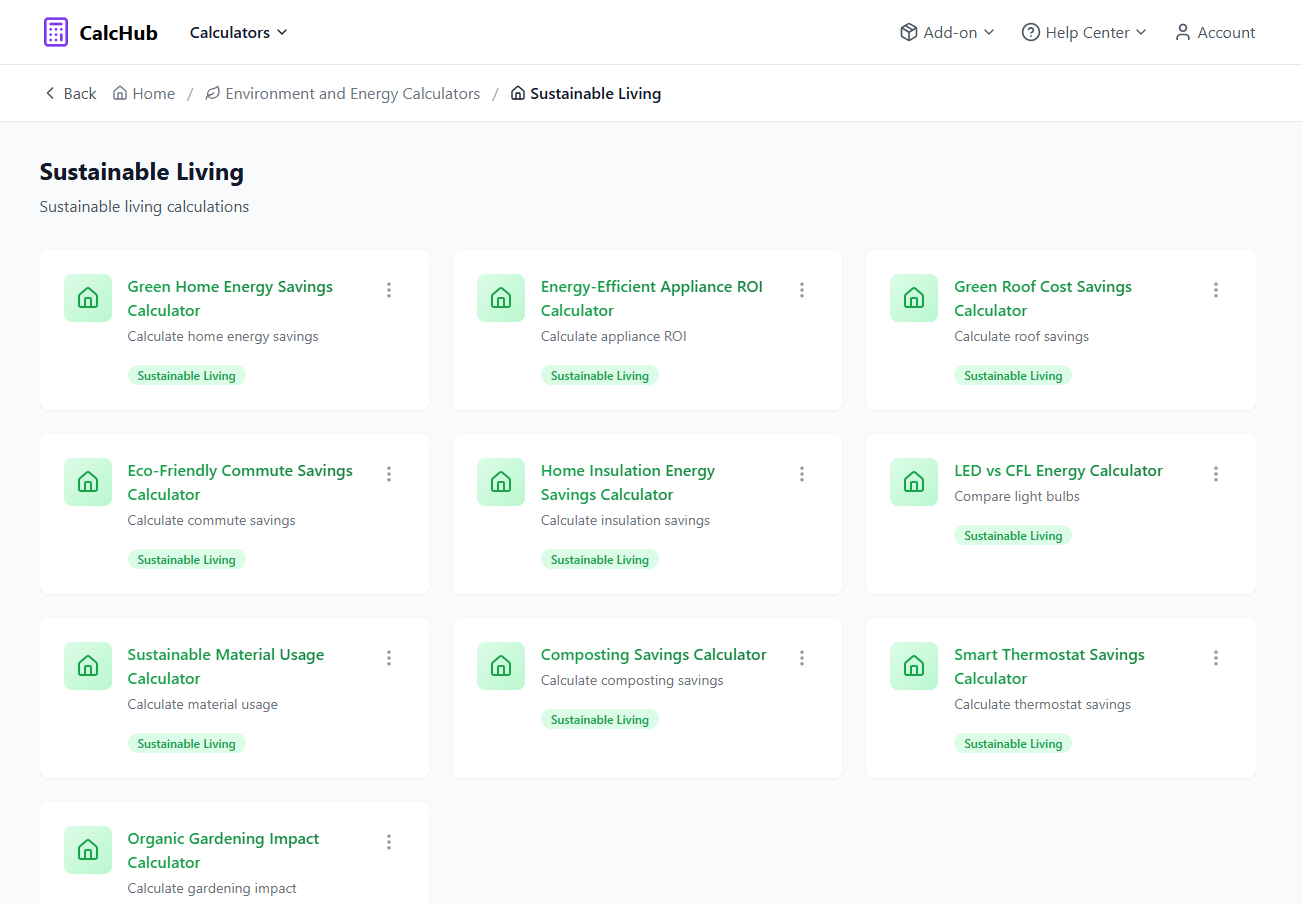 CalcHub
Calculators
Add-on
Help Center
Account
Back
Home / Environment and Energy Calculators / Sustainable Living
Sustainable Living
Sustainable living calculations
Green Home Energy Savings
Calculator
Calculate home energy savings
Sustainable Living
Energy-Efficient Appliance ROI
Calculator
Calculate appliance ROI
Sustainable Living
Green Roof Cost Savings
Calculator
Calculate roof savings
Sustainable Living
Eco-Friendly Commute Savings
Calculator
Calculate commute savings
Sustainable Living
Home Insulation Energy
Savings Calculator
Calculate insulation savings
Sustainable Living
LED vs CFL Energy Calculator
Compare light bulbs
Sustainable Living
Sustainable Material Usage
Calculator
Calculate material usage
Sustainable Living
Composting Savings Calculator
Calculate composting savings
Sustainable Living
Smart Thermostat Savings
Calculator
Calculate thermostat savings
Sustainable Living
Organic Gardening Impact
Calculator
Calculate gardening impact